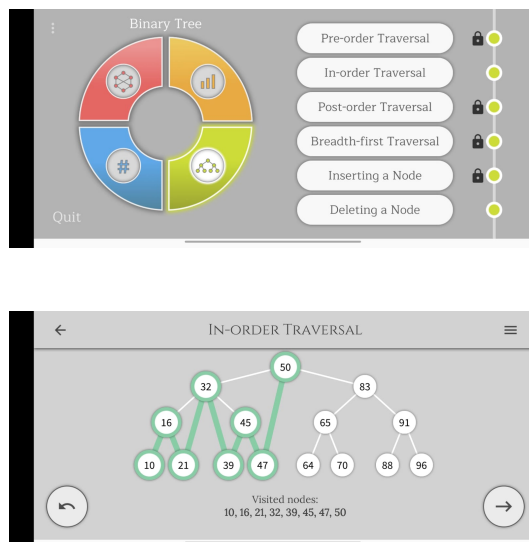 Binary Tree
Pre-order Traversal
In-order Traversal
Post-order Traversal
Breadth-first Traversal
Inserting a Node
Deleting a Node
#
Quit
IN-ORDER TRAVERSAL
50
32 83
16 45 65 91
10 21 39 47 64 70 88 96
Visited nodes:
10, 16, 21, 32, 39, 45, 47, 50